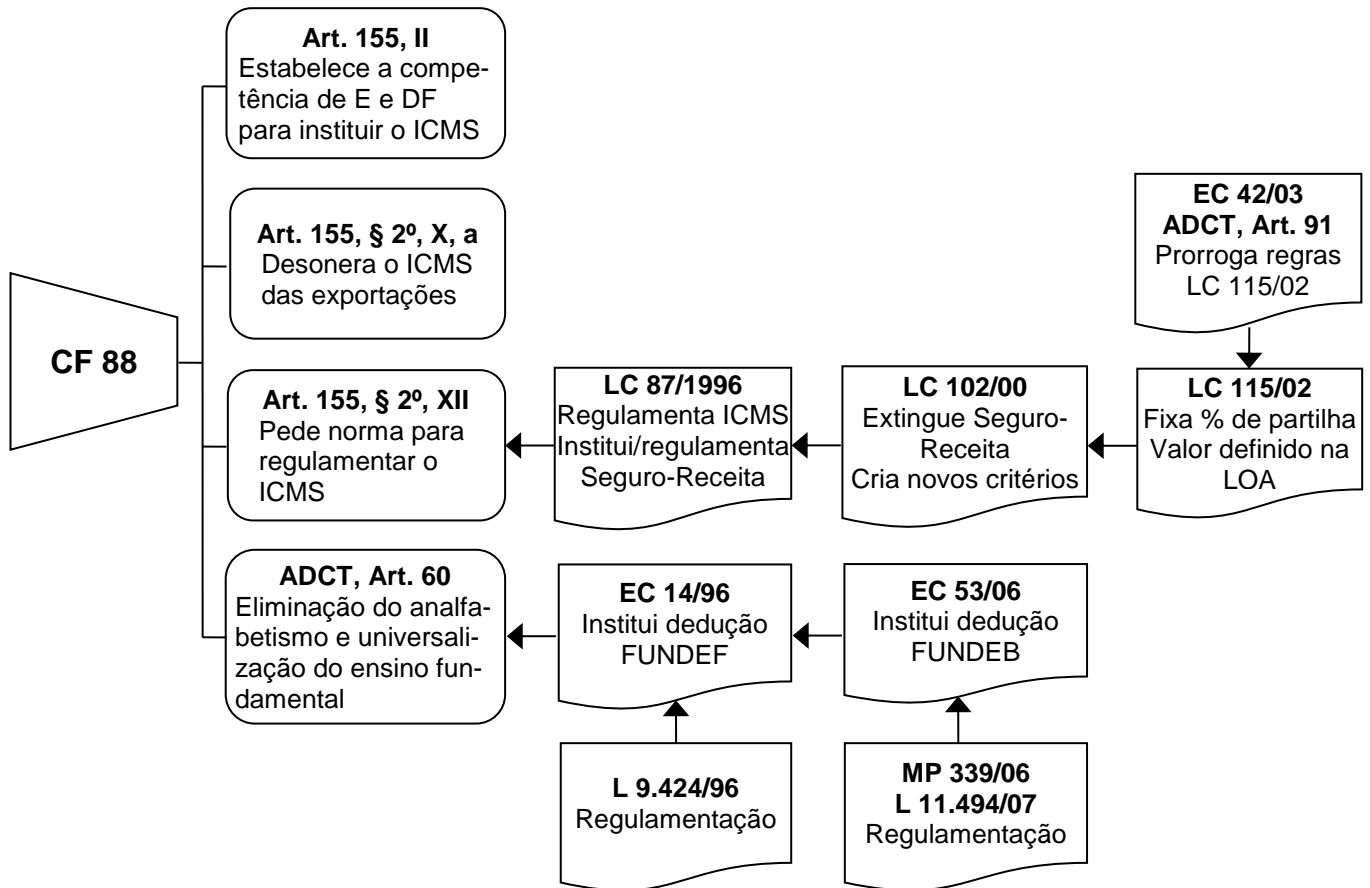 Art. 155, II
Estabelece a compe-
tência de E e DF
para instituir o ICMS
Art. 155, § 2º, X, a
Desonera o ICMS
das exportações
EC 42/03
ADCT, Art. 91
Prorroga regras
LC 115/02
CF 88
Art. 155, § 2º, XII
Pede norma para
regulamentar o
ICMS
LC 87/1996
Regulamenta ICMS
Institui/regulamenta
Seguro-Receita
LC 102/00
Extingue Seguro-
Receita
Cria novos critérios
LC 115/02
Fixa % de partilha
Valor definido na
LOA
ADCT, Art. 60
Eliminação do analfa-
betismo e universali-
zação do ensino fun-
damental
EC 14/96
Institui dedução
FUNDEF
EC 53/06
Institui dedução
FUNDEB
L 9.424/96
Regulamentação
MP 339/06
L 11.494/07
Regulamentação